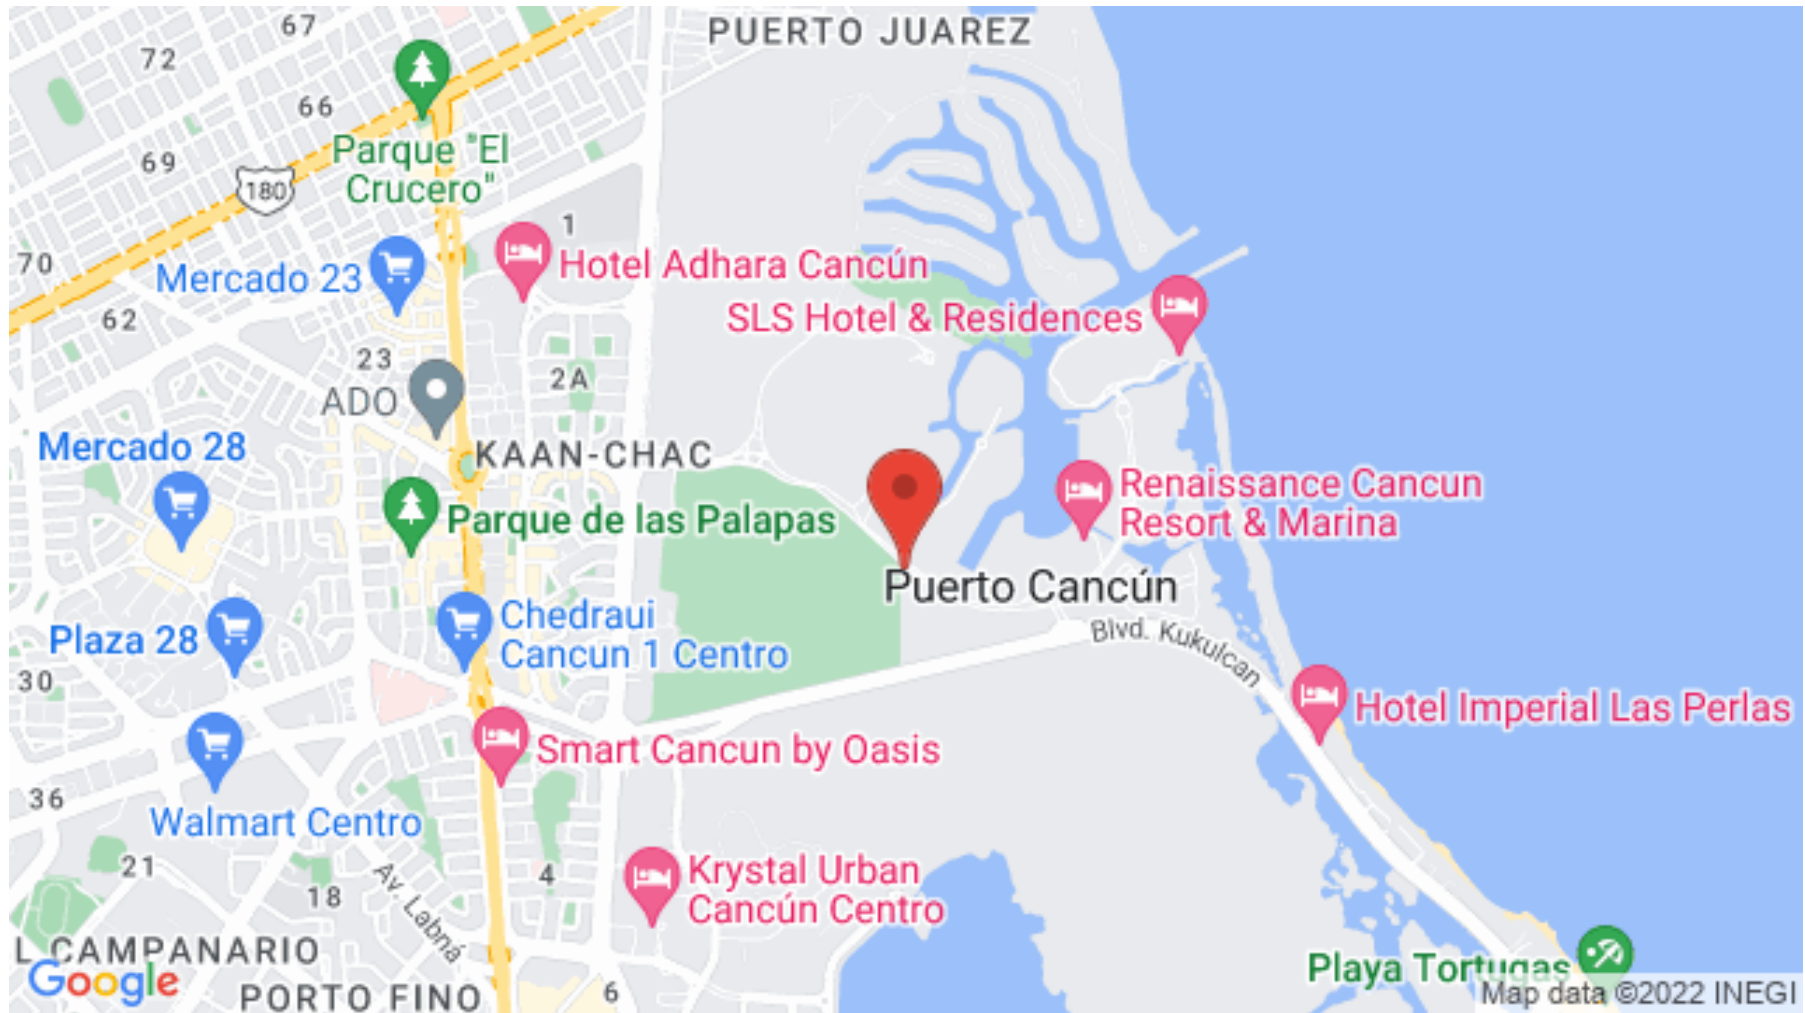 67
PUERTO JUAREZ
72
66
Parque "El
Crucero"
69
180
1
70
Mercado 23
Hotel Adhara Cancún
62
SLS Hotel & Residences
23
2A
ADO
Mercado 28
KAAN-CHAC
Renaissance Cancun
Resort & Marina
Parque de las Palapas
Puerto Cancún
Chedraui
Cancun 1 Centro
Plaza 28
Blvd. Kukulcan
30
Hotel Imperial Las Perlas
Smart Cancun by Oasis
36
Walmart Centro
21
18
Av. Labná
4
Krystal Urban
Cancún Centro
L CAMPANARIO
Playa Tortugas
Google
PORTO FINO
6
Map data ©2022 INEGI